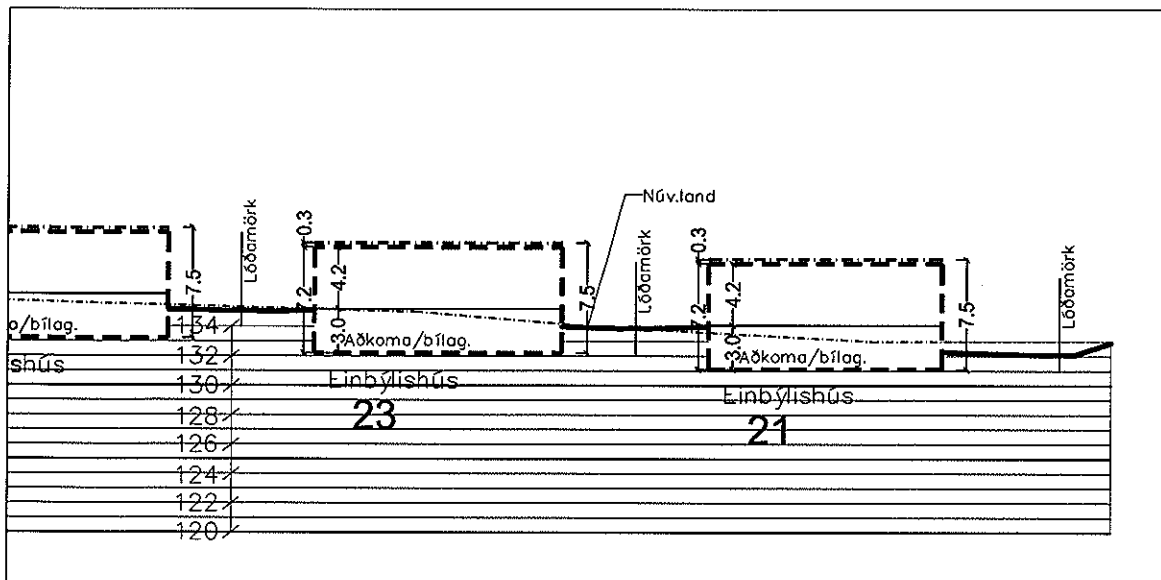 Núv.land
Lóðamörk
Lóðamörk
Lóðamörk
7.5
0.3
7.2
4.2
3.0
7.5
0.3
7.2
4.2
3.0
7.5
a/bílag.
Aðkoma/bílag.
Aðkoma/bílag.
shús
Einbýlishús
Einbýlishús
23
21
134
132
130
128
126
124
122
120